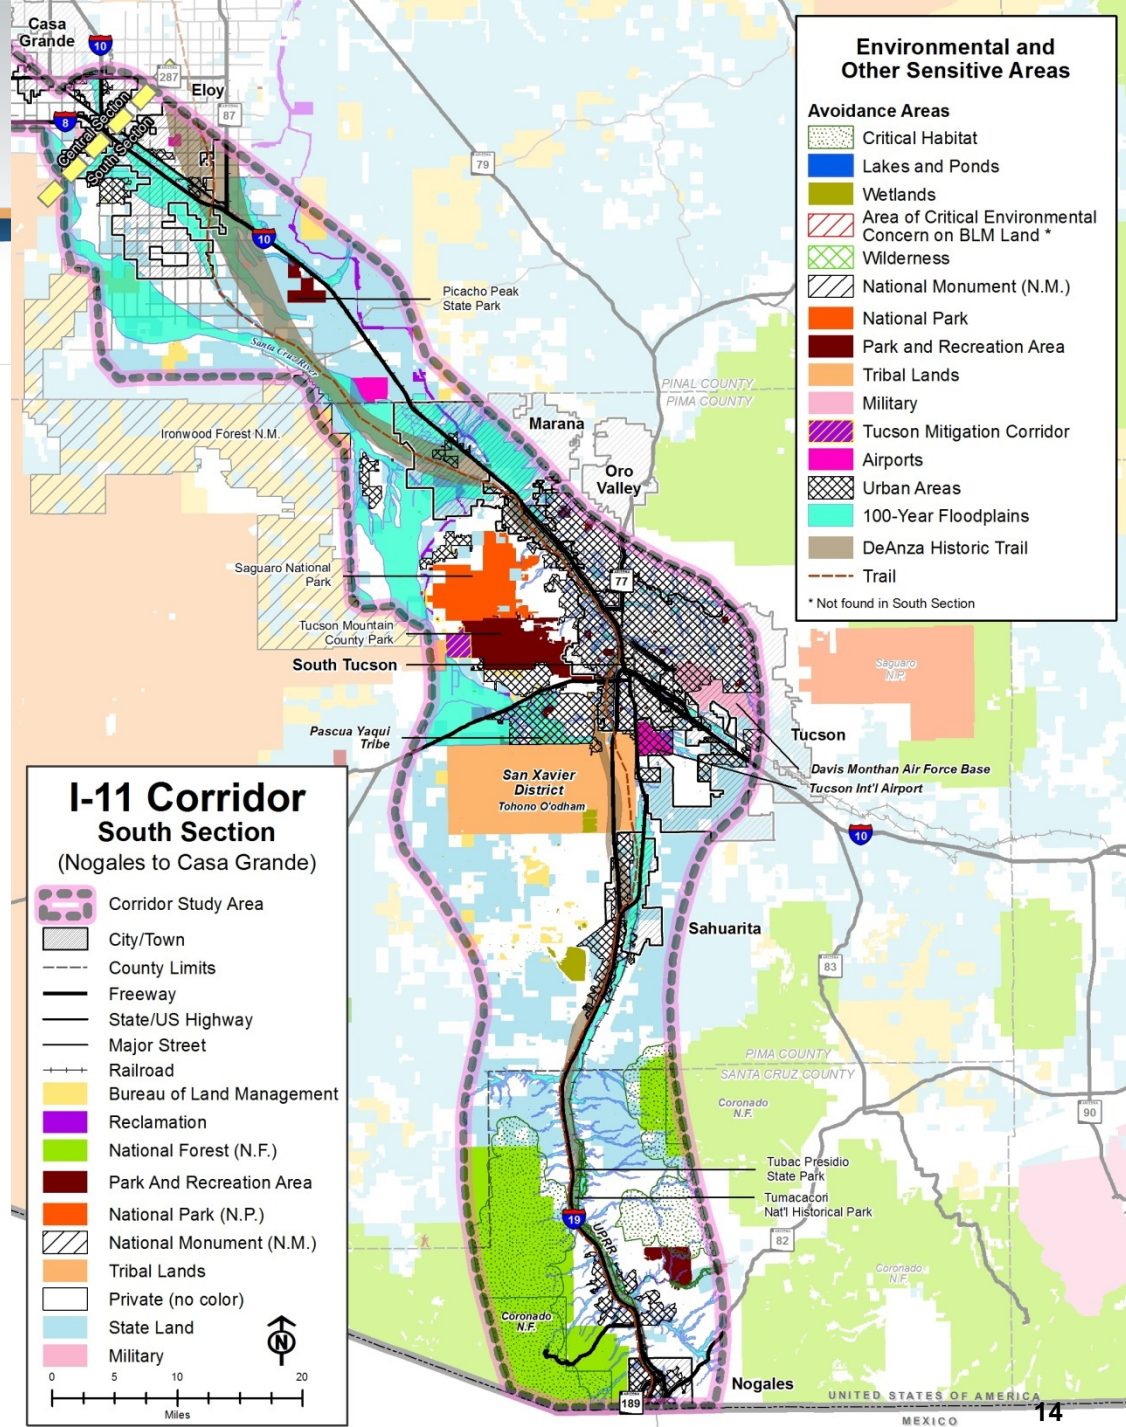 Casa
Grande
10
287
Eloy
87
8
Central Section
South Section
79
10
Picacho Peak
State Park
Santa Cruz River
PINAL COUNTY
PIMA COUNTY
Ironwood Forest N.M.
Marana
Oro
Valley
Saguaro National
Park
77
Tucson Mountain
County Park
South Tucson
Saguaro
N.P.
Pascua Yaqui
Tribe
Tucson
Davis Monthan Air Force Base
Tucson Int'l Airport
San Xavier
District
Tohono O'odham
10
Sahuarita
83
PIMA COUNTY
SANTA CRUZ COUNTY
Coronado
N.F.
90
Tubac Presidio
State Park
Tumacacori
Nat'l Historical Park
19
UPRR
82
Coronado
N.F.
Coronado
N.F.
Nogales
189
UNITED STATES OF AMERICA
MEXICO
14
Environmental and
Other Sensitive Areas
Avoidance Areas
Critical Habitat
Lakes and Ponds
Wetlands
Area of Critical Environmental
Concern on BLM Land *
Wilderness
National Monument (N.M.)
National Park
Park and Recreation Area
Tribal Lands
Military
Tucson Mitigation Corridor
Airports
Urban Areas
100-Year Floodplains
DeAnza Historic Trail
Trail
* Not found in South Section
I-11 Corridor
South Section
(Nogales to Casa Grande)
Corridor Study Area
City/Town
County Limits
Freeway
State/US Highway
Major Street
Railroad
Bureau of Land Management
Reclamation
National Forest (N.F.)
Park And Recreation Area
National Park (N.P.)
National Monument (N.M.)
Tribal Lands
Private (no color)
State Land
Military
N
0 5 10 20
Miles